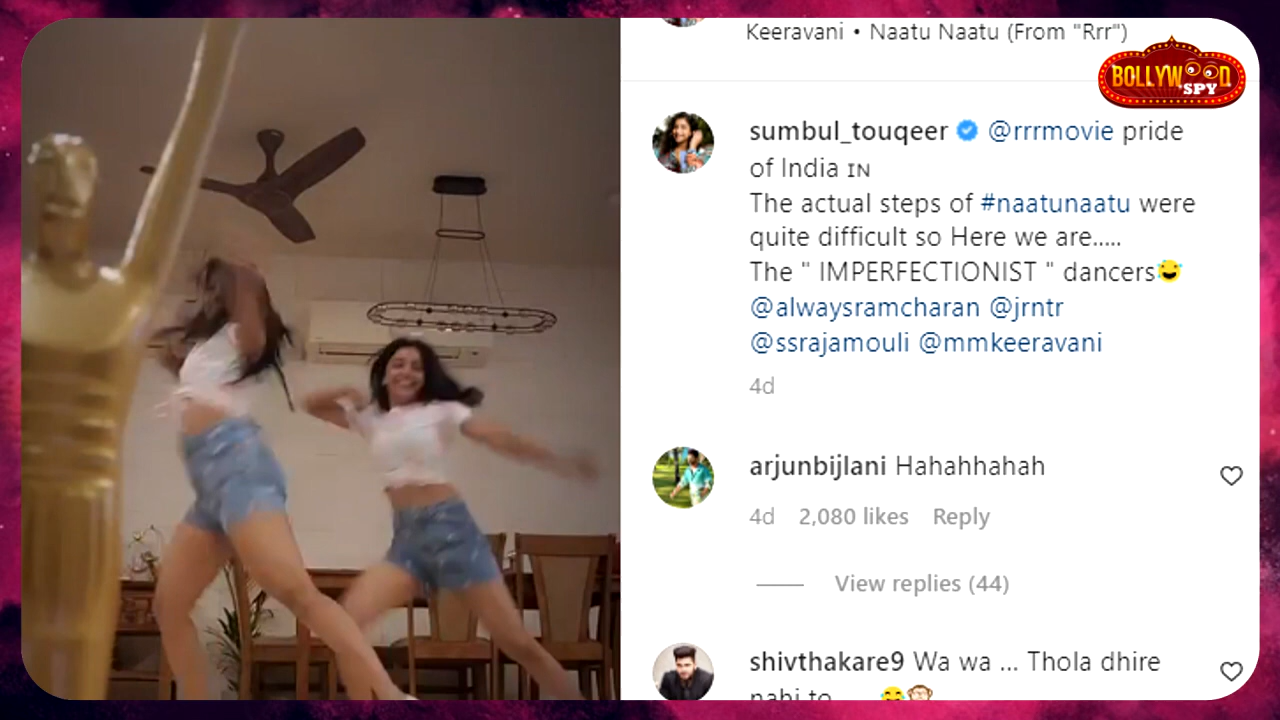 Keeravani • Naatu Naatu (From "Rrr")
BOLLYWOOD
SPY
sumbul_touqeer @rrrmovie pride
of India IN
The actual steps of #naatunaatu were
quite difficult so Here we are.....
The " IMPERFECTIONIST " dancers😂
@alwaysramcharan @jrntr
@ssrajamouli @mmkeeravani
4d
arjunbijlani Hahahhahah
4d 2,080 likes Reply
View replies (44)
shivthakare9 Wa wa ... Thola dhire